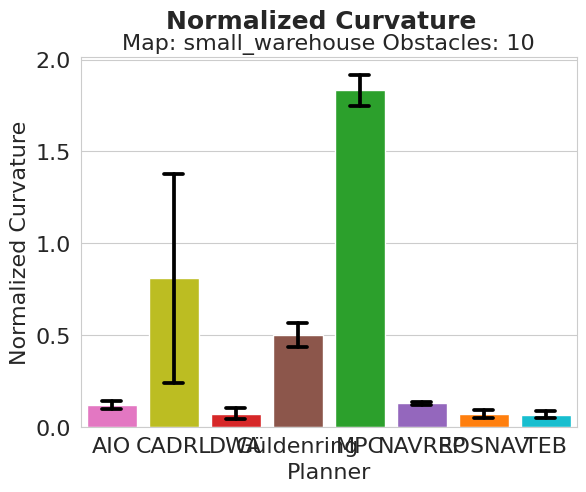 Normalized Curvature
Map: small_warehouse Obstacles: 10
Normalized Curvature
2.0
1.5
1.0
0.5
0.0
AIO CADRL DWA Guldenring MPC NAVREP ROSNAV TEB
Planner